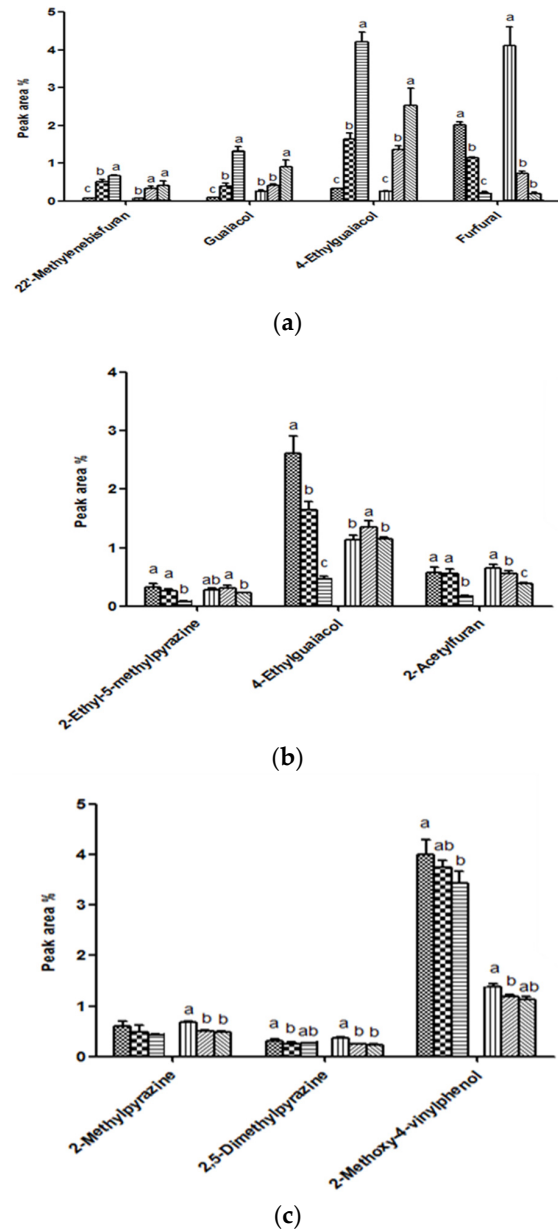 5
a
a
4
Peak area %
3
a
2
c
b
b
a
b
1
a
a
a
b
b
a
b
b
c
c
c
b
b
c
c
c
0
22'-Methylenebisfuran
Guaiacol
4-Ethylguaiacol
Furfural
(a)
4
a
3
Peak area %
b
2
a
b
b
1
c
a a
a
b
c
a a
ab a
b
b
b
0
2-Ethyl-5-methylpyrazine
4-Ethylguaiacol
2-Acetylfuran
(b)
5
a
ab
4
b
Peak area %
3
2
a
b ab
1
a
b b
a b ab
a
b b
0
2-Methylpyrazine
2,5-Dimethylpyrazine
2-Methoxy-4-vinylphenol
(c)